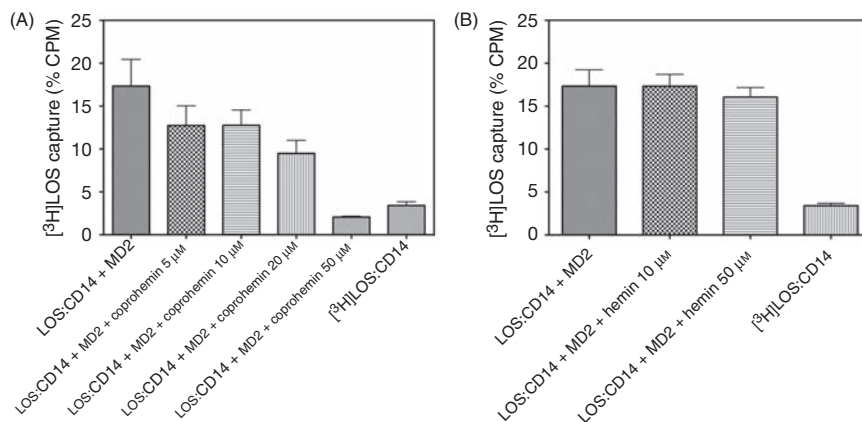 (A)
[³H]LOS capture (% CPM)
25
20
15
10
5
0
LOS:CD14 + MD2
LOS:CD14 + MD2 + coprohemin 5 μM
LOS:CD14 + MD2 + coprohemin 10 μM
LOS:CD14 + MD2 + coprohemin 20 μM
LOS:CD14 + MD2 + coprohemin 50 μM
[³H]LOS:CD14
(B)
[³H]LOS capture (% CPM)
25
20
15
10
5
0
LOS:CD14 + MD2
LOS:CD14 + MD2 + hemin 10 μM
LOS:CD14 + MD2 + hemin 50 μM
[³H]LOS:CD14